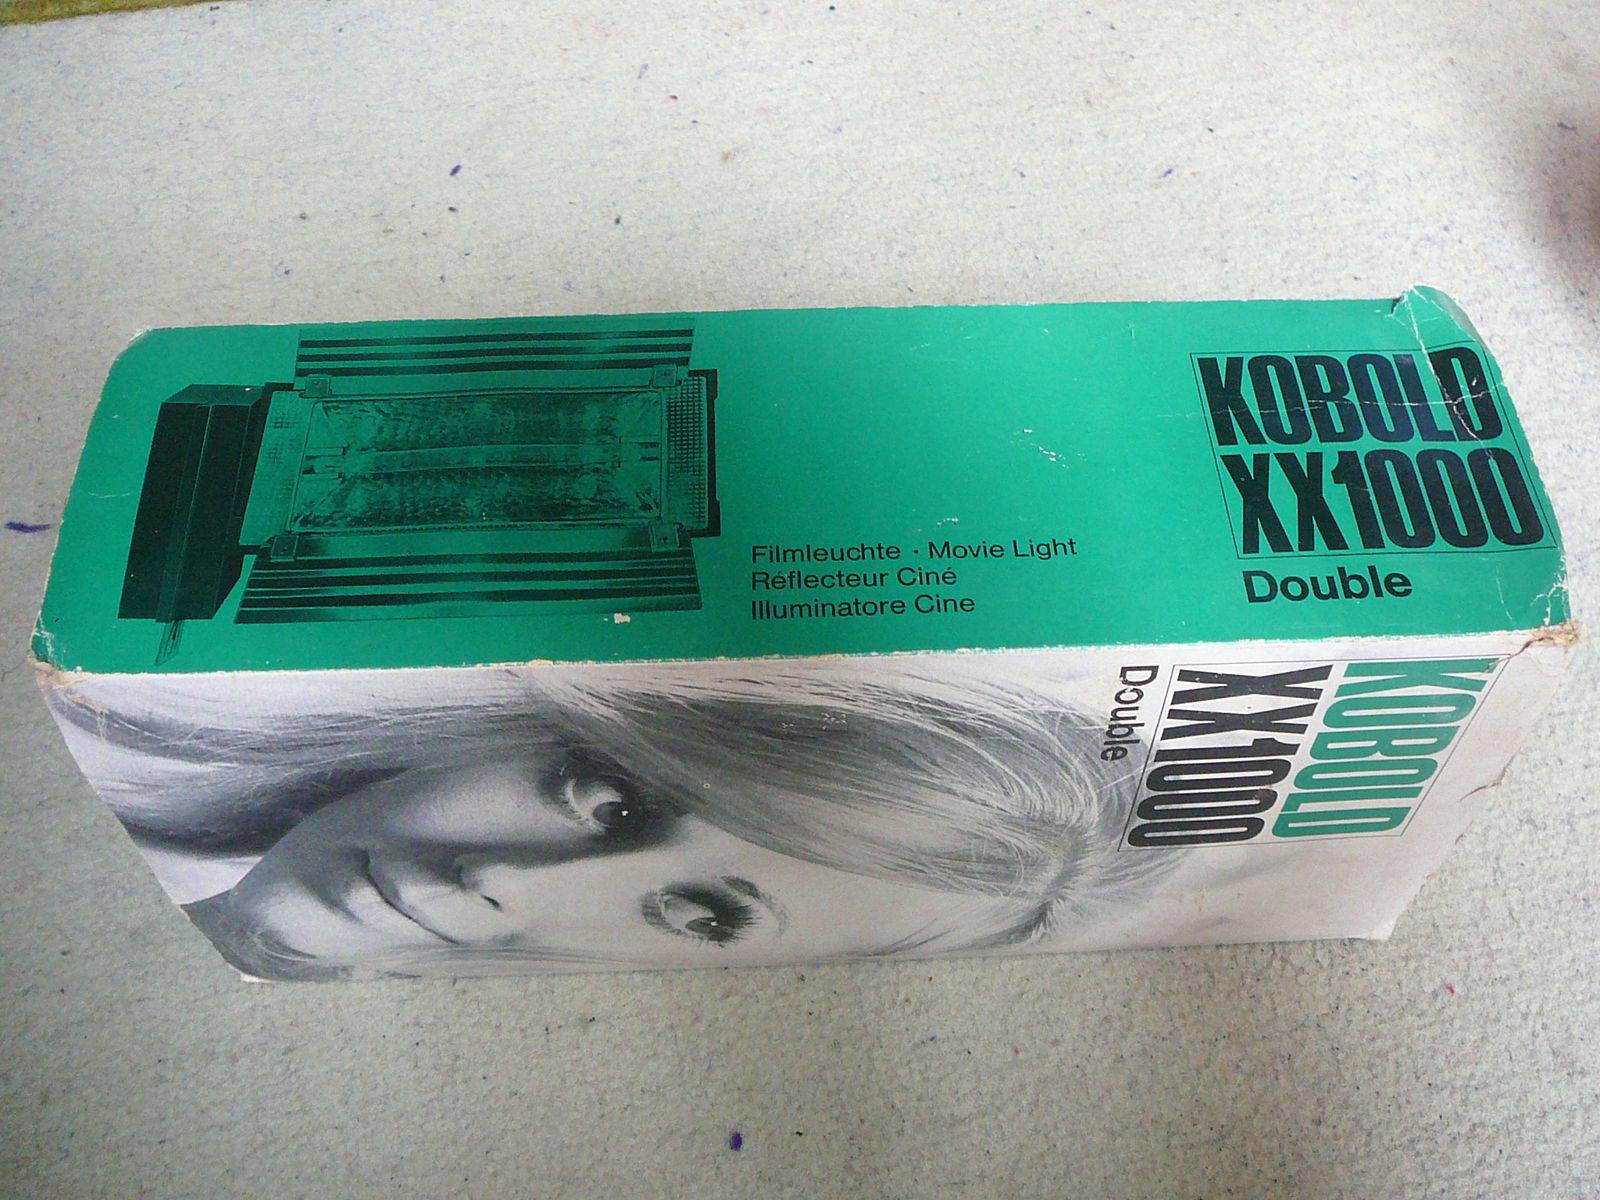 KOBOLD
XX1000
Double
Filmleuchte · Movie Light
Réflecteur Ciné
Illuminatore Cine
KOBOLD
XX1000
Double